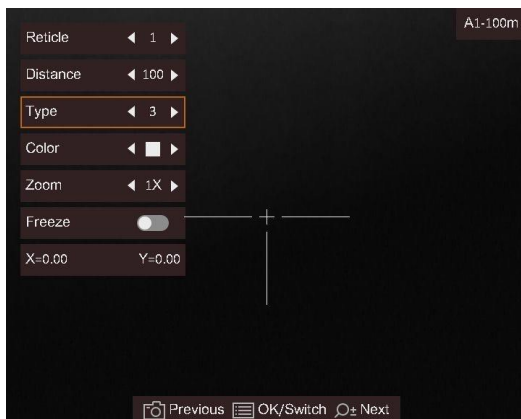 A1-100m
Reticle 1
Distance 100
Type 3
Color
Zoom 1X
Freeze
X=0.00 Y=0.00
Previous OK/Switch Next